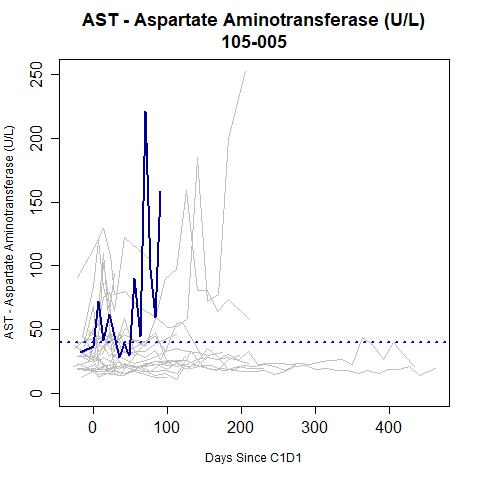 AST - Aspartate Aminotransferase (U/L)
105-005
AST - Aspartate Aminotransferase (U/L)
250
200
150
100
50
0
0 100 200 300 400
Days Since C1D1